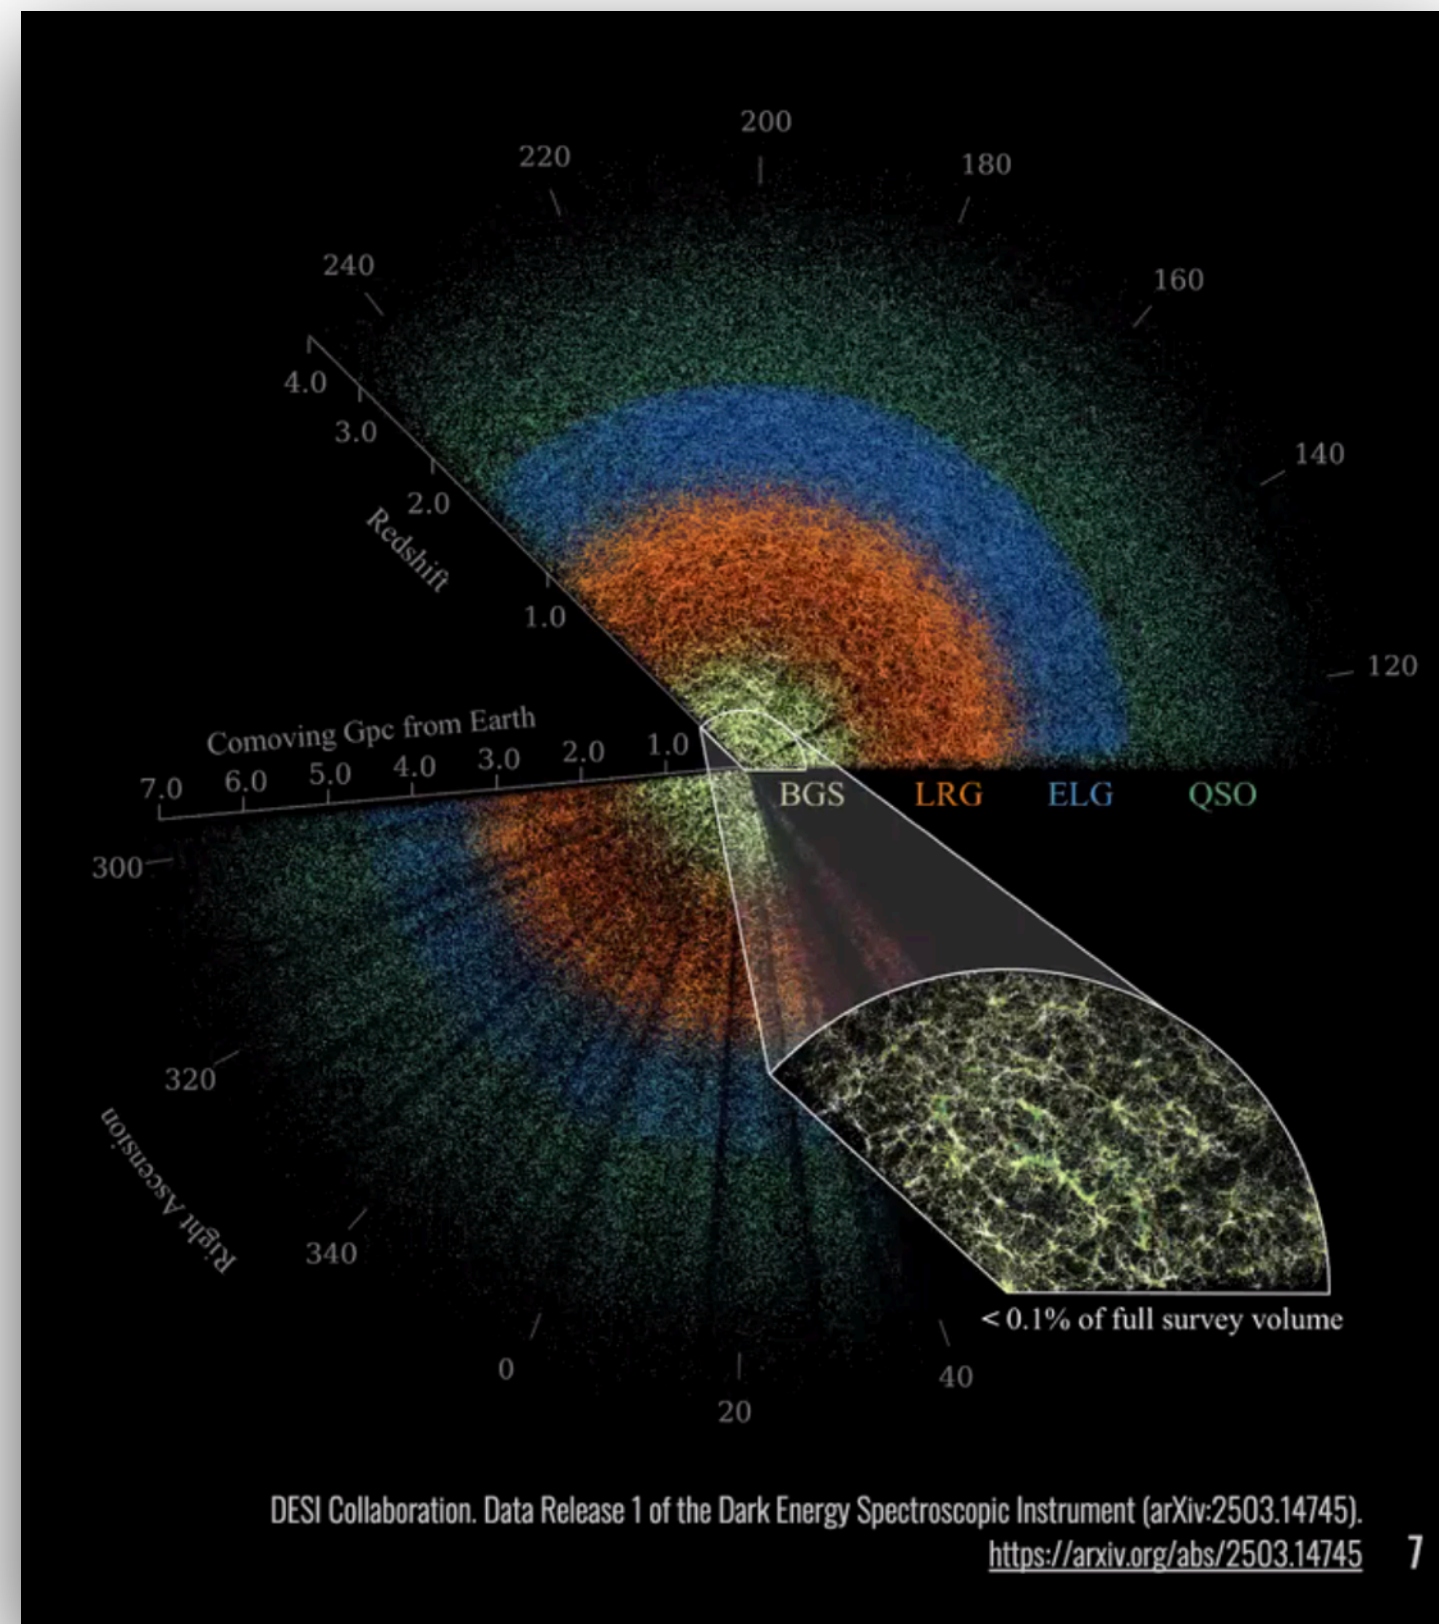 200
220
180
240
160
4.0
3.0
140
2.0
Redshift
1.0
120
Comoving Gpc from Earth
7.0 6.0 5.0 4.0 3.0 2.0 1.0
BGS LRG ELG QSO
300
320
Right Ascension
340
< 0.1% of full survey volume
0
40
20
DESI Collaboration. Data Release 1 of the Dark Energy Spectroscopic Instrument (arXiv:2503.14745).
https://arxiv.org/abs/2503.14745 7